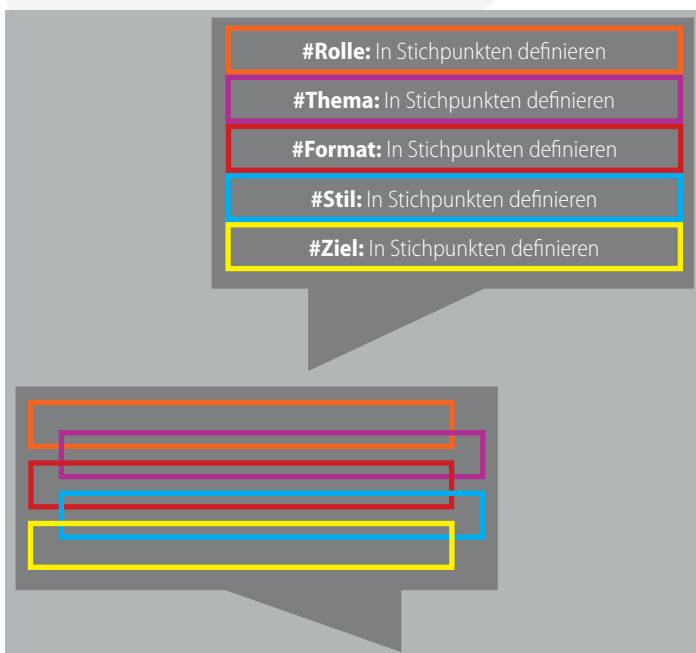 #Rolle: In Stichpunkten definieren
#Thema: In Stichpunkten definieren
#Format: In Stichpunkten definieren
#Stil: In Stichpunkten definieren
#Ziel: In Stichpunkten definieren